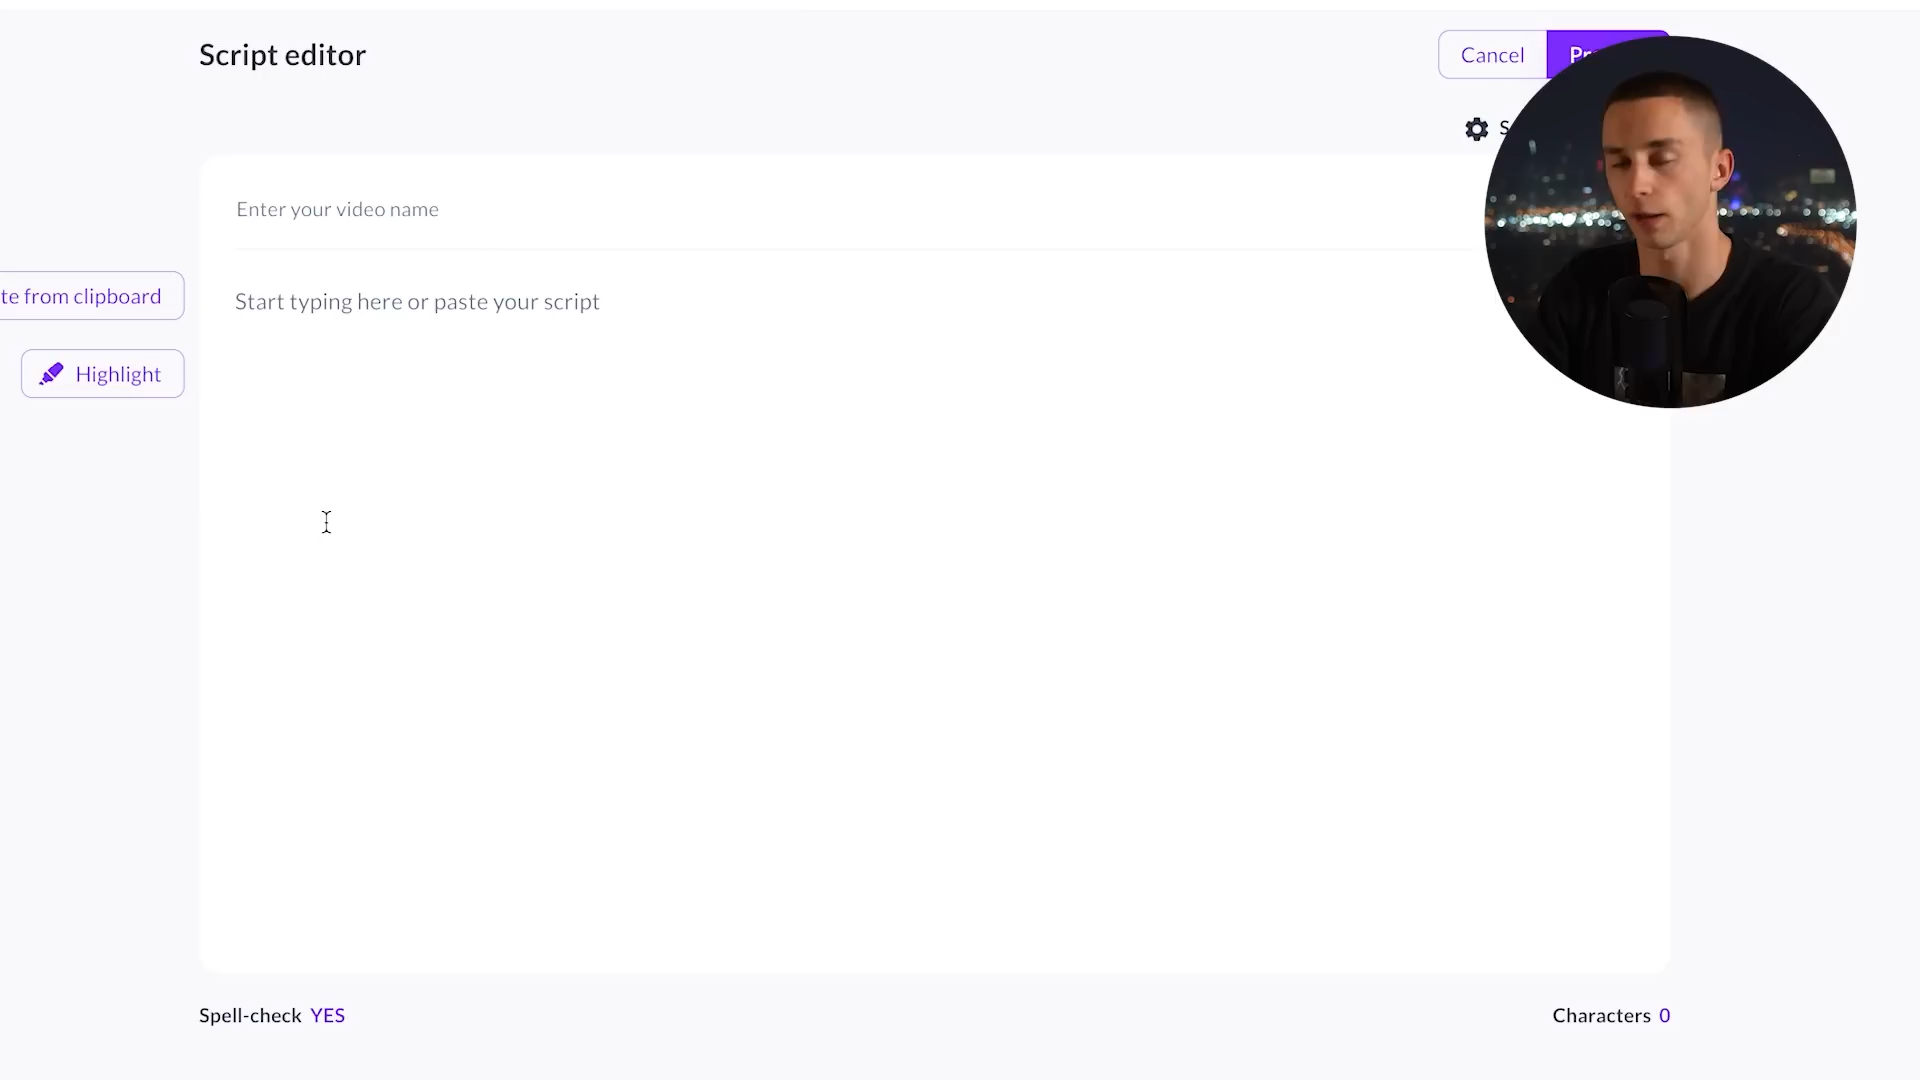 Script editor
Cancel
Enter your video name
from clipboard
Start typing here or paste your script
Highlight
Spell-check YES
Characters 0